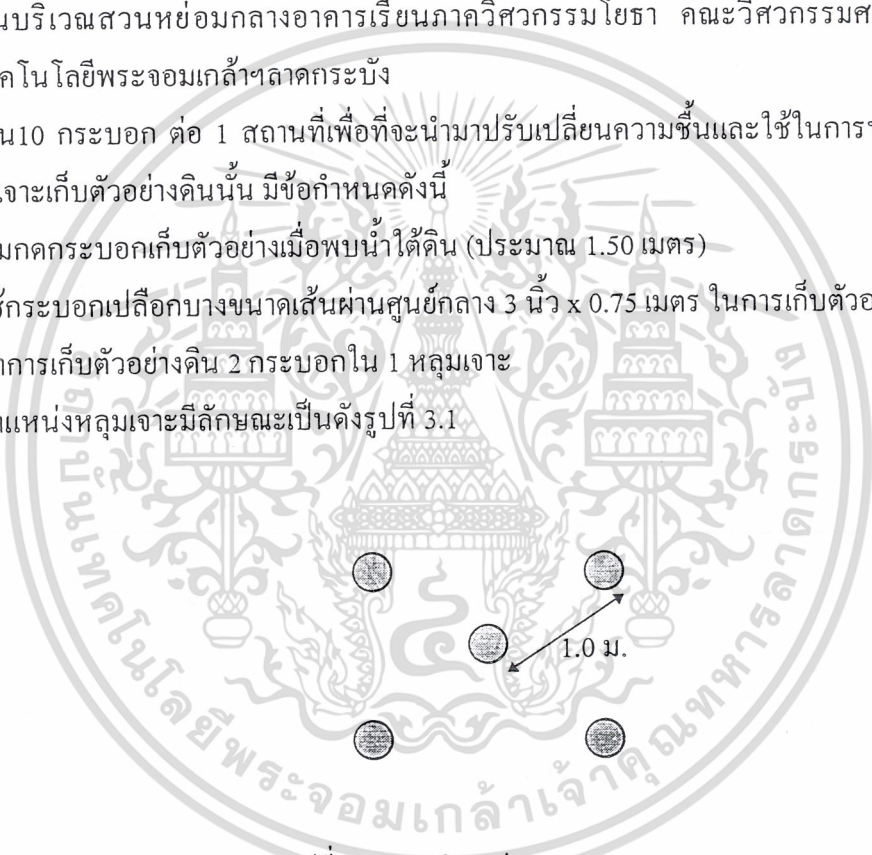 นบริเวณสวนหย่อมกลางอาคารเรียนภาควิศวกรรมโยธา คณะวิศวกรรมศ
คโนโลยีพระจอมเกล้าฯลาดกระบัง
น10 กระบอก ต่อ 1 สถานที่เพื่อที่จะนำมาปรับเปลี่ยนความชื้นและใช้ในการ
เจาะเก็บตัวอย่างดินนั้น มีข้อกำหนดดังนี้
มกดกระบอกเก็บตัวอย่างเมื่อพบน้ำใต้ดิน (ประมาณ 1.50 เมตร)
ช้กระบอกเปลือกบางขนาดเส้นผ่านศูนย์กลาง 3 นิ้ว x 0.75 เมตร ในการเก็บตัวอ
าการเก็บตัวอย่างดิน 2 กระบอกใน 1 หลุมเจาะ
าแหน่งหลุมเจาะมีลักษณะเป็นดังรูปที่ 3.1
1.0 ม.
สถาบันเทคโนโลยีพระจอมเกล้าเจ้าคุณทหารลาดกระบัง